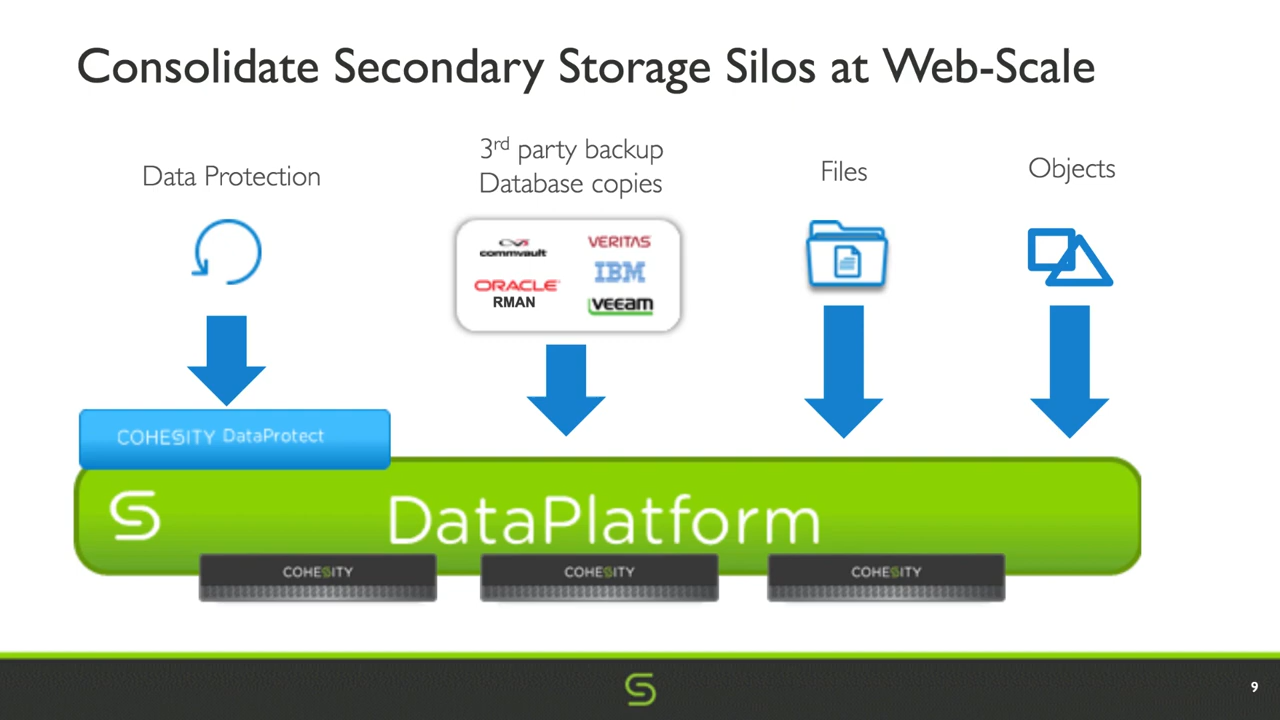 Consolidate Secondary Storage Silos at Web-Scale
Data Protection
3rd party backup
Database copies
Files
Objects
commvault
VERITAS
ORACLE
RMAN
IBM
veeam
COHESITY DataProtect
DataPlatform
COHESITY
COHESITY
COHESITY
9